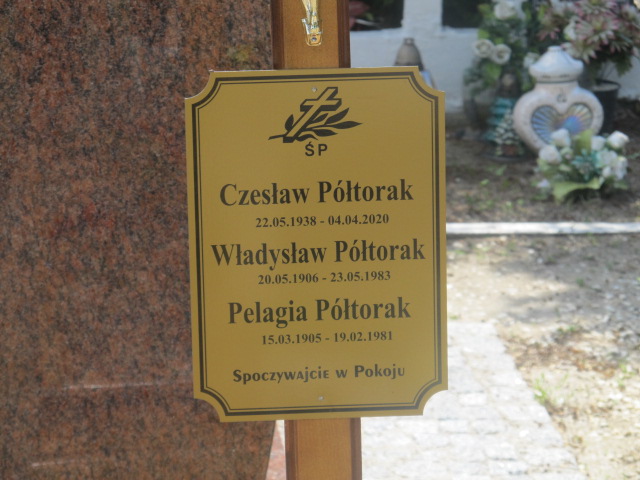 ŚP
Czesław Półtorak
22.05.1938 - 04.04.2020
Władysław Półtorak
20.05.1906 - 23.05.1983
Pelagia Półtorak
15.03.1905 - 19.02.1981
Spoczywajcie w Pokoju